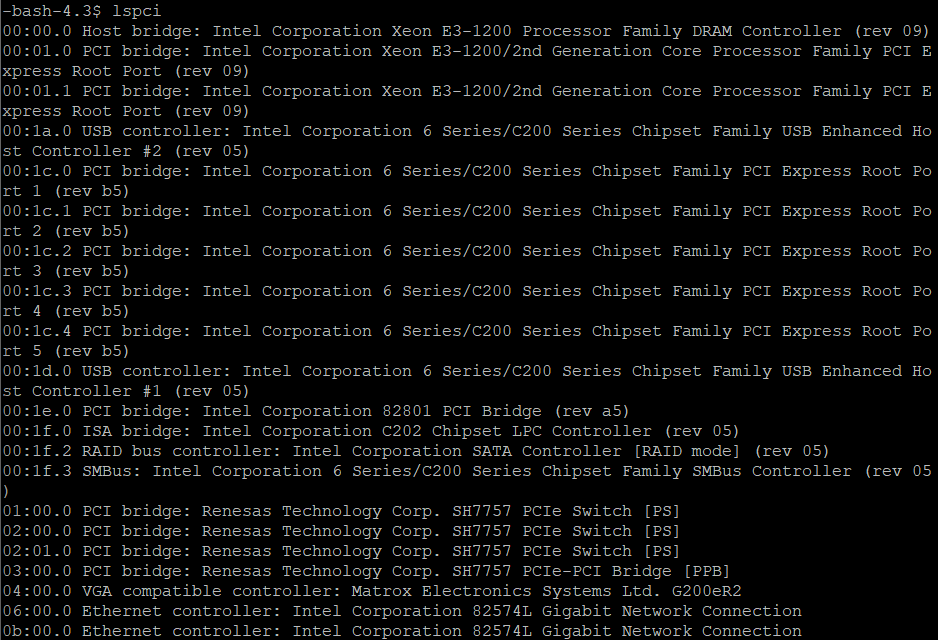 -bash-4.3$ lspci
00:00.0 Host bridge: Intel Corporation Xeon E3-1200 Processor Family DRAM Controller (rev 09)
00:01.0 PCI bridge: Intel Corporation Xeon E3-1200/2nd Generation Core Processor Family PCI E
xpress Root Port (rev 09)
00:01.1 PCI bridge: Intel Corporation Xeon E3-1200/2nd Generation Core Processor Family PCI E
xpress Root Port (rev 09)
00:1a.0 USB controller: Intel Corporation 6 Series/C200 Series Chipset Family USB Enhanced Ho
st Controller #2 (rev 05)
00:1c.0 PCI bridge: Intel Corporation 6 Series/C200 Series Chipset Family PCI Express Root Po
rt 1 (rev b5)
00:1c.1 PCI bridge: Intel Corporation 6 Series/C200 Series Chipset Family PCI Express Root Po
rt 2 (rev b5)
00:1c.2 PCI bridge: Intel Corporation 6 Series/C200 Series Chipset Family PCI Express Root Po
rt 3 (rev b5)
00:1c.3 PCI bridge: Intel Corporation 6 Series/C200 Series Chipset Family PCI Express Root Po
rt 4 (rev b5)
00:1c.4 PCI bridge: Intel Corporation 6 Series/C200 Series Chipset Family PCI Express Root Po
rt 5 (rev b5)
00:1d.0 USB controller: Intel Corporation 6 Series/C200 Series Chipset Family USB Enhanced Ho
st Controller #1 (rev 05)
00:1e.0 PCI bridge: Intel Corporation 82801 PCI Bridge (rev a5)
00:1f.0 ISA bridge: Intel Corporation C202 Chipset LPC Controller (rev 05)
00:1f.2 RAID bus controller: Intel Corporation SATA Controller [RAID mode] (rev 05)
00:1f.3 SMBus: Intel Corporation 6 Series/C200 Series Chipset Family SMBus Controller (rev 05
)
01:00.0 PCI bridge: Renesas Technology Corp. SH7757 PCIe Switch [PS]
02:00.0 PCI bridge: Renesas Technology Corp. SH7757 PCIe Switch [PS]
02:01.0 PCI bridge: Renesas Technology Corp. SH7757 PCIe Switch [PS]
03:00.0 PCI bridge: Renesas Technology Corp. SH7757 PCIe-PCI Bridge [PPB]
04:00.0 VGA compatible controller: Matrox Electronics Systems Ltd. G200eR2
06:00.0 Ethernet controller: Intel Corporation 82574L Gigabit Network Connection
0b:00.0 Ethernet controller: Intel Corporation 82574L Gigabit Network Connection